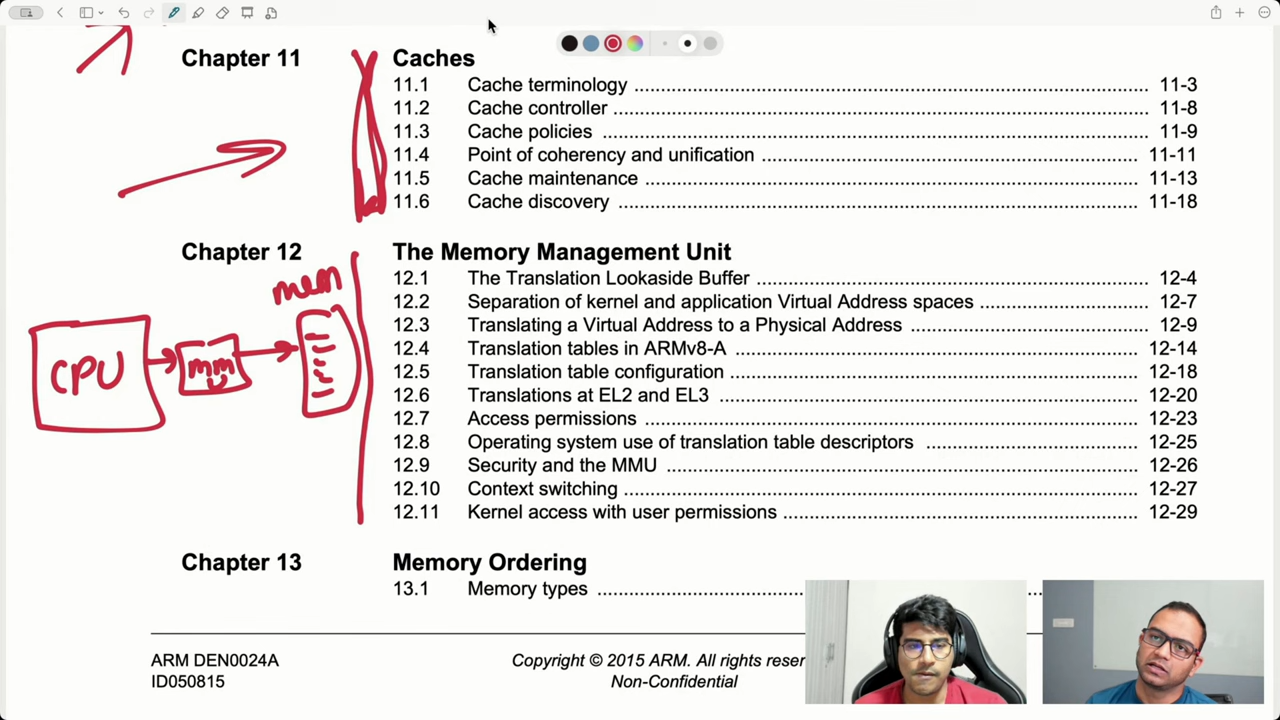 Chapter 11 Caches
11.1 Cache terminology 11-3
11.2 Cache controller 11-8
11.3 Cache policies 11-9
11.4 Point of coherency and unification 11-11
11.5 Cache maintenance 11-13
11.6 Cache discovery 11-18
Chapter 12 The Memory Management Unit
12.1 The Translation Lookaside Buffer 12-4
12.2 Separation of kernel and application Virtual Address spaces 12-7
12.3 Translating a Virtual Address to a Physical Address 12-9
12.4 Translation tables in ARMv8-A 12-14
12.5 Translation table configuration 12-18
12.6 Translations at EL2 and EL3 12-20
12.7 Access permissions 12-23
12.8 Operating system use of translation table descriptors 12-25
12.9 Security and the MMU 12-26
12.10 Context switching 12-27
12.11 Kernel access with user permissions 12-29
mem
CPU
mm
U
Chapter 13 Memory Ordering
13.1 Memory types
ARM DEN0024A Copyright © 2015 ARM. All rights
ID050815 Non-Confidential